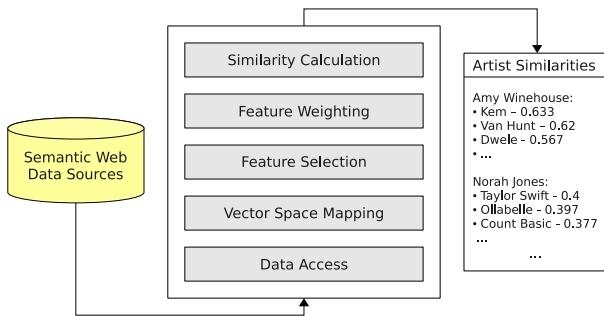 Semantic Web
Data Sources
Similarity Calculation
Feature Weighting
Feature Selection
Vector Space Mapping
Data Access
Artist Similarities
Amy Winehouse:
• Kem – 0.633
• Van Hunt – 0.62
• Dwele – 0.567
• ...
Norah Jones:
• Taylor Swift – 0.4
• Ollabelle – 0.397
• Count Basic – 0.377
...
...